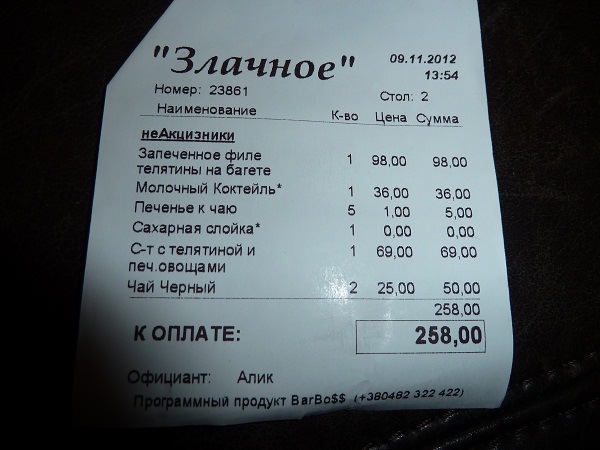 "Злачное" 09.11.2012
13:54
Номер: 23861 Стол: 2
Наименование К-во Цена Сумма
неАкцизники
Запеченное филе 1 98,00 98,00
телятины на багете
Молочный Коктейль* 1 36,00 36,00
Печенье к чаю 5 1,00 5,00
Сахарная слойка* 1 0,00 0,00
С-т с телятиной и 1 69,00 69,00
печ.овощами
Чай Черный 2 25,00 50,00
258,00
К ОПЛАТЕ: 258,00
Официант: Алик
Программный продукт BarBo$$ (+380482 322 422)